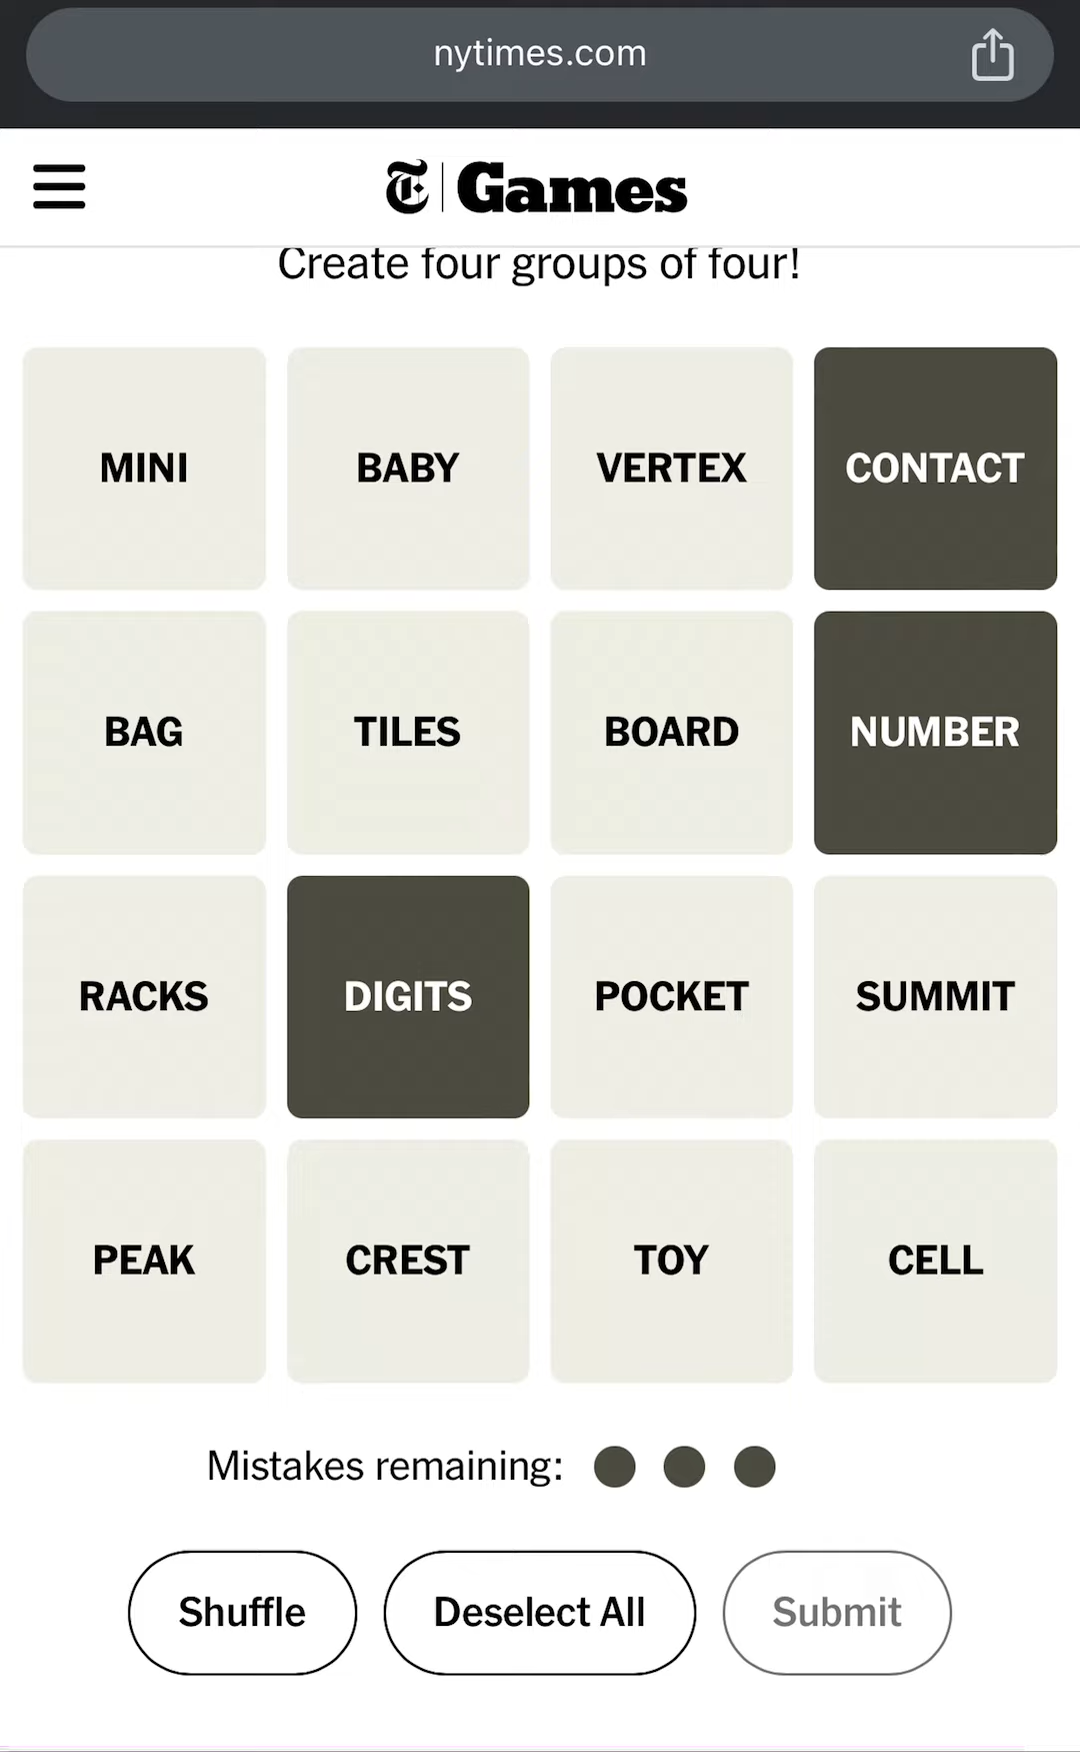 nytimes.com
T Games
Create four groups of four!
MINI BABY VERTEX CONTACT
BAG TILES BOARD NUMBER
RACKS DIGITS POCKET SUMMIT
PEAK CREST TOY CELL
Mistakes remaining:
Shuffle Deselect All Submit